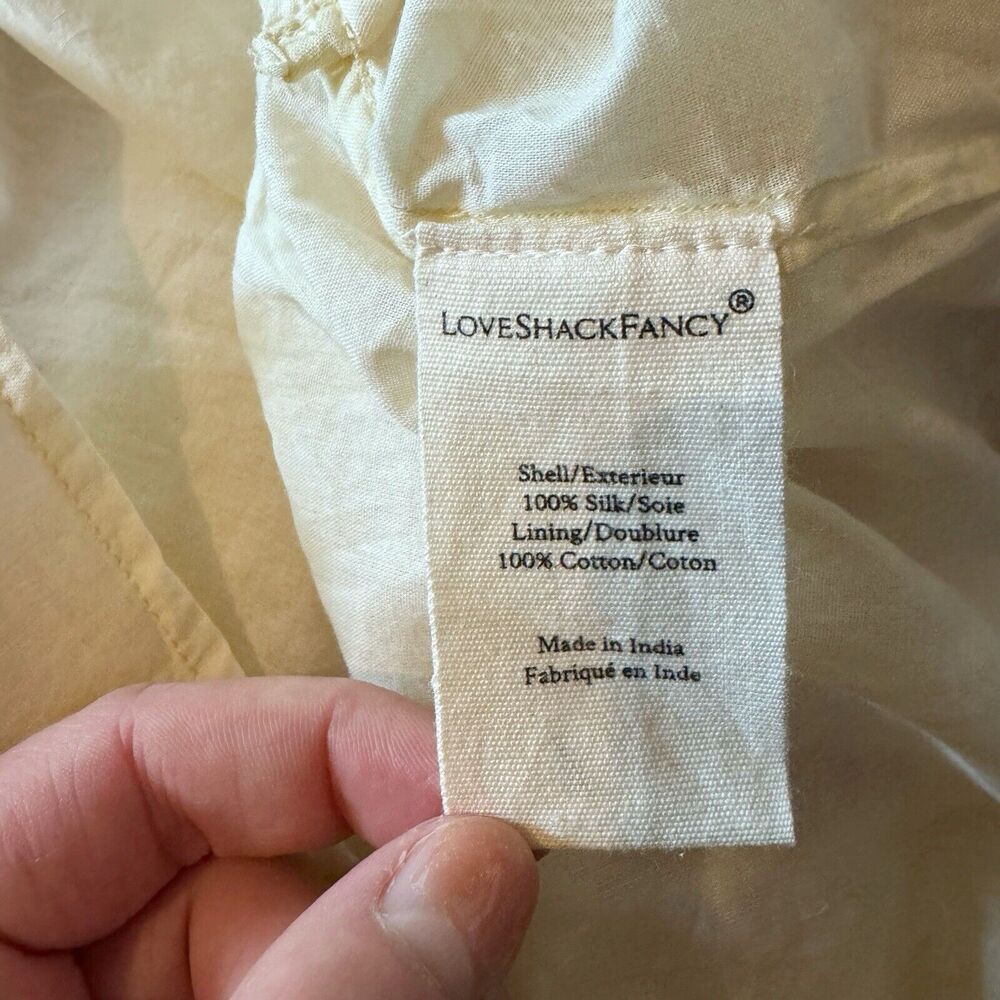 LOVESHACKFANCY®
Shell/Exterieur
100% Silk/Soie
Lining/Doublure
100% Cotton/Coton
Made in India
Fabriqué en Inde